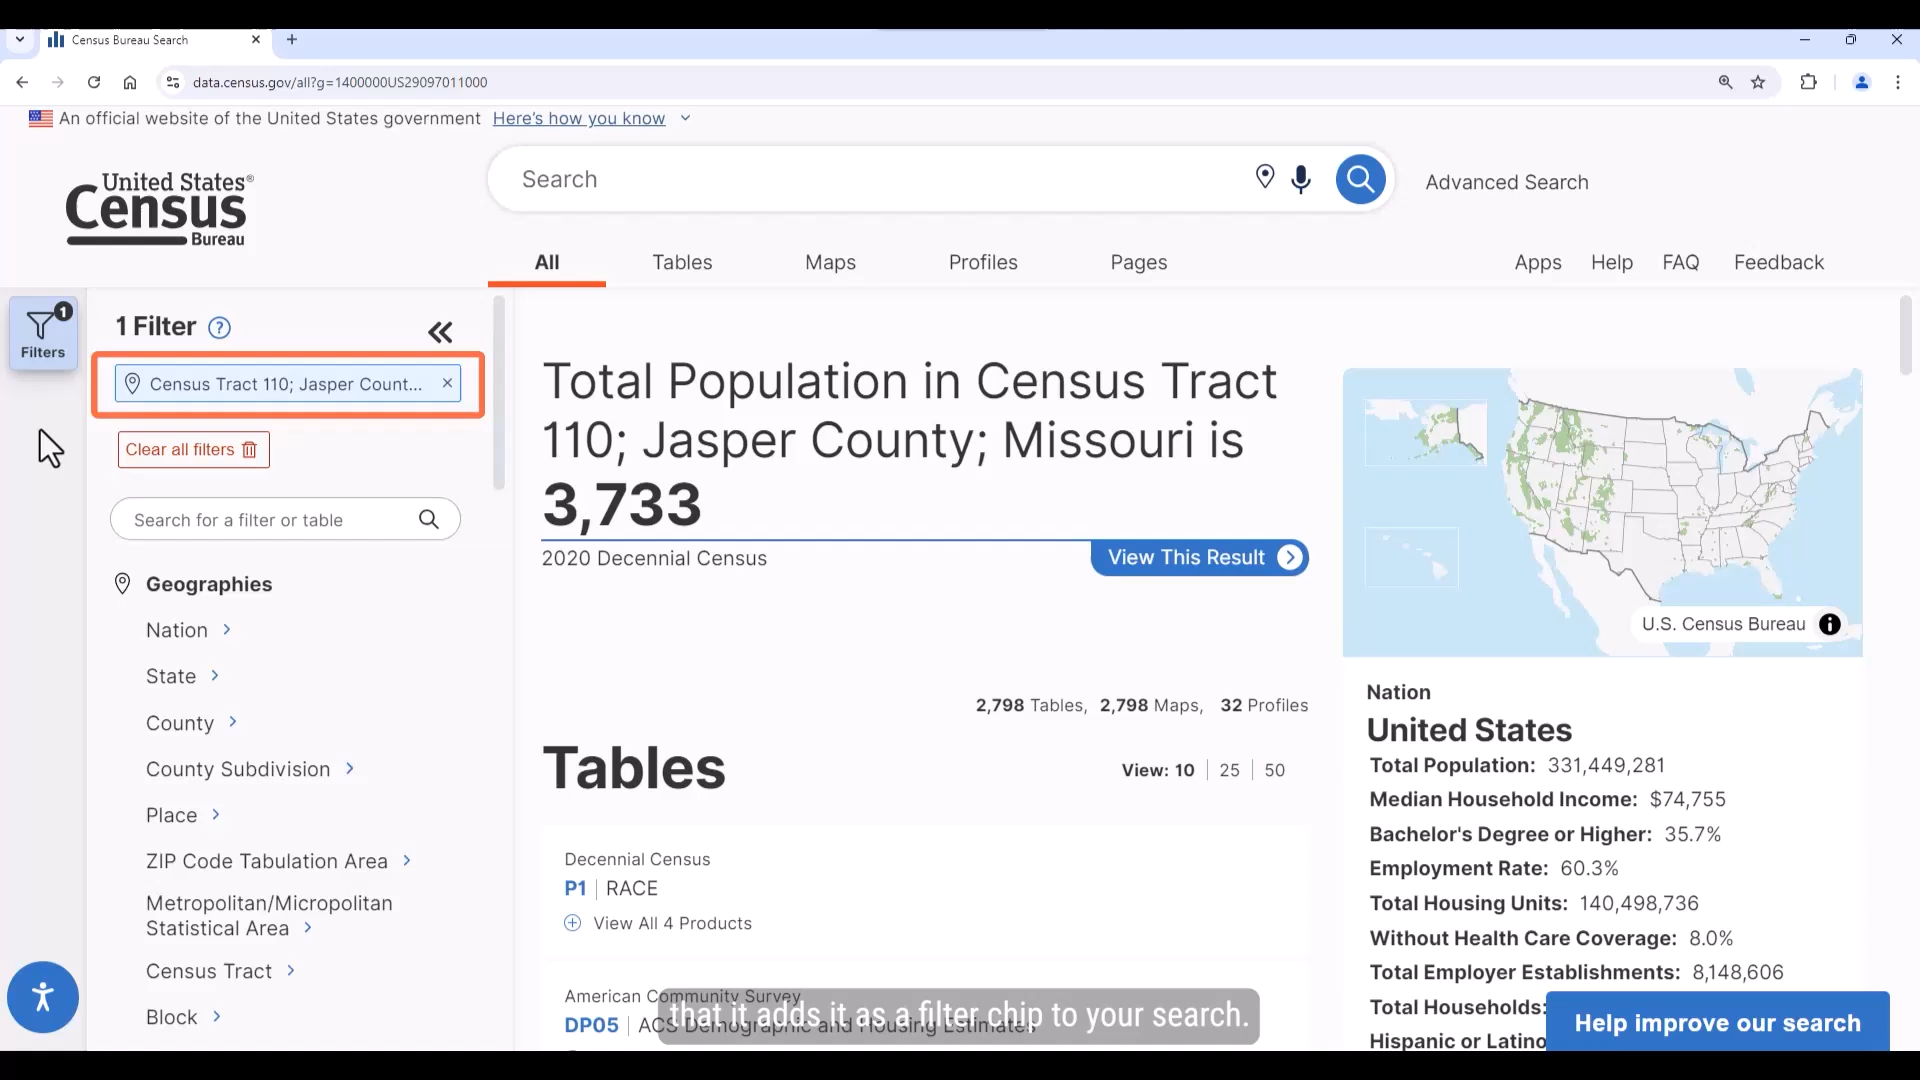 Census Bureau Search
data.census.gov/all?g=1400000US29097011000
An official website of the United States government Here's how you know
United States®
Census
Bureau
Search
Advanced Search
All Tables Maps Profiles Pages
Apps Help FAQ Feedback
1
Filters
1 Filter ?
Census Tract 110; Jasper Count... ×
Clear all filters
Search for a filter or table
Geographies
Nation
State
County
County Subdivision
Place
ZIP Code Tabulation Area
Metropolitan/Micropolitan
Statistical Area
Census Tract
Block
Total Population in Census Tract
110; Jasper County; Missouri is
3,733
2020 Decennial Census
View This Result
2,798 Tables, 2,798 Maps, 32 Profiles
Tables
View: 10 | 25 | 50
Decennial Census
P1 | RACE
View All 4 Products
American Community Survey
DP05 | ACS Demographic and Housing Estimates
that it adds it as a filter chip to your search.
U.S. Census Bureau
Nation
United States
Total Population: 331,449,281
Median Household Income: $74,755
Bachelor's Degree or Higher: 35.7%
Employment Rate: 60.3%
Total Housing Units: 140,498,736
Without Health Care Coverage: 8.0%
Total Employer Establishments: 8,148,606
Total Households:
Hispanic or Latino
Help improve our search